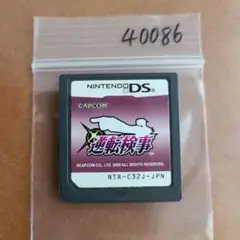 40086
NINTENDO DS
CAPCOM
逆転検事
©CAPCOM CO., LTD. 2009 ALL RIGHTS RESERVED.
NTR-C32J-JPN